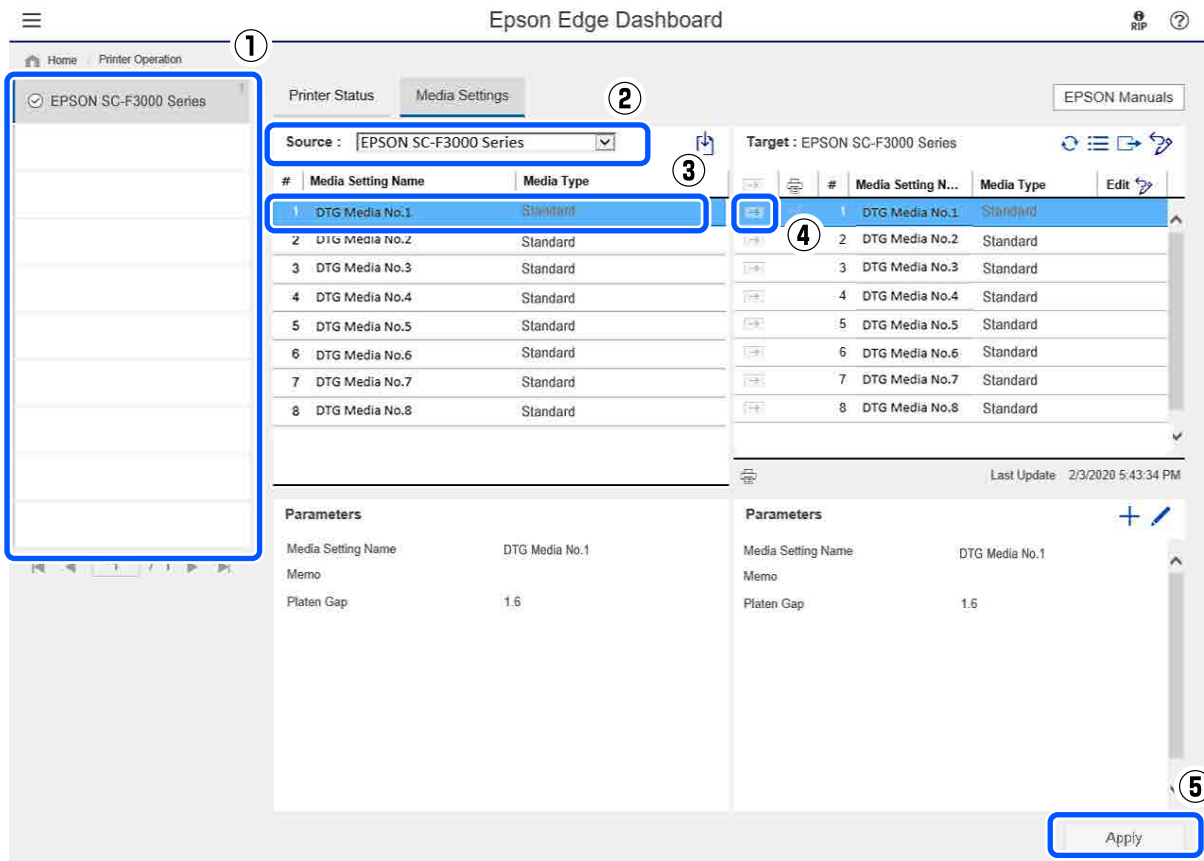 Epson Edge Dashboard
RIP
Home / Printer Operation
①
EPSON SC-F3000 Series
Printer Status
Media Settings
②
EPSON Manuals
Source : EPSON SC-F3000 Series
③
Target : EPSON SC-F3000 Series
# Media Setting Name Media Type
1 DTG Media No.1 Standard
2 DTG Media No.2 Standard
3 DTG Media No.3 Standard
4 DTG Media No.4 Standard
5 DTG Media No.5 Standard
6 DTG Media No.6 Standard
7 DTG Media No.7 Standard
8 DTG Media No.8 Standard
# Media Setting N... Media Type Edit
1 DTG Media No.1 Standard
④
2 DTG Media No.2 Standard
3 DTG Media No.3 Standard
4 DTG Media No.4 Standard
5 DTG Media No.5 Standard
6 DTG Media No.6 Standard
7 DTG Media No.7 Standard
8 DTG Media No.8 Standard
Last Update 2/3/2020 5:43:34 PM
1 / 1
Parameters
Media Setting Name DTG Media No.1
Memo
Platen Gap 1.6
Parameters
Media Setting Name DTG Media No.1
Memo
Platen Gap 1.6
⑤
Apply